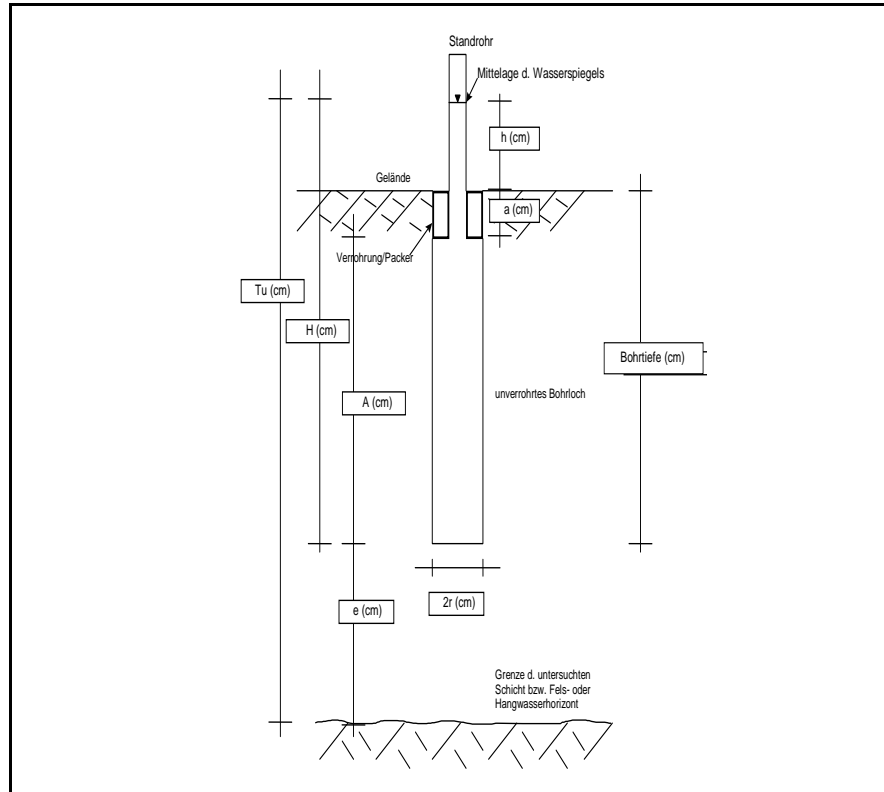 Standrohr
Mittelage d. Wasserspiegels
h (cm)
Gelände
a (cm)
Verrohrung/Packer
Tu (cm)
H (cm)
Bohrtiefe (cm)
A (cm)
unverrohrtes Bohrloch
e (cm)
2r (cm)
Grenze d. untersuchten
Schicht bzw. Fels- oder
Hangwasserhorizont